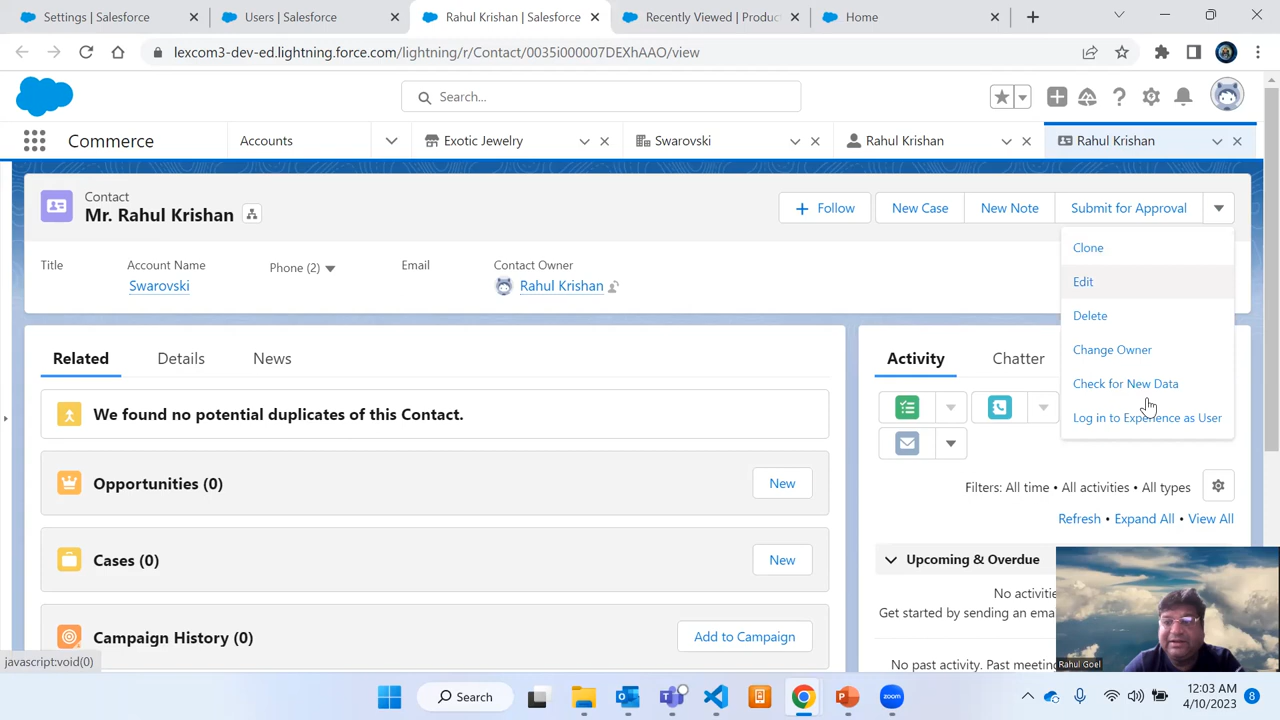 Settings | Salesforce
Users | Salesforce
Rahul Krishan | Salesforce
Recently Viewed | Produc
Home
lexcom3-dev-ed.lightning.force.com/lightning/r/Contact/0035i000007DEXhAAO/view
Search...
Commerce
Accounts
Exotic Jewelry
Swarovski
Rahul Krishan
Rahul Krishan
Contact
Mr. Rahul Krishan
Follow
New Case
New Note
Submit for Approval
Title
Account Name
Phone (2)
Email
Contact Owner
Swarovski
Rahul Krishan
Clone
Edit
Delete
Change Owner
Check for New Data
Log in to Experience as User
Related
Details
News
Activity
Chatter
We found no potential duplicates of this Contact.
Opportunities (0)
New
Cases (0)
New
Campaign History (0)
Add to Campaign
Filters: All time • All activities • All types
Refresh • Expand All • View All
Upcoming & Overdue
No activitie
Get started by sending an ema
No past activity. Past meeting
Rahul Goel
javascript:void(0)
Search
zoom
12:03 AM
4/10/2023
8